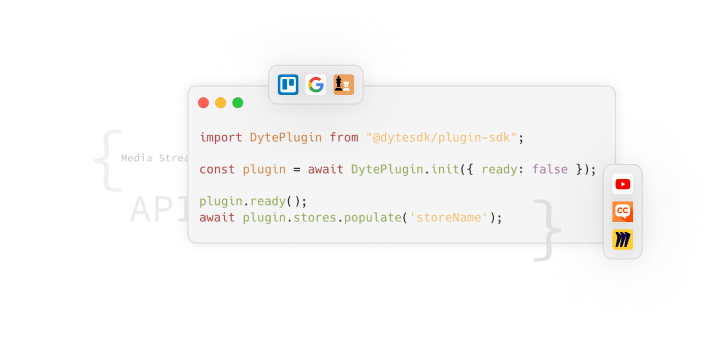 import DytePlugin from "@dytesdk/plugin-sdk";
const plugin = await DytePlugin.init({ ready: false });
plugin.ready();
await plugin.stores.populate('storeName');
{
Media Strea
API
}
CC